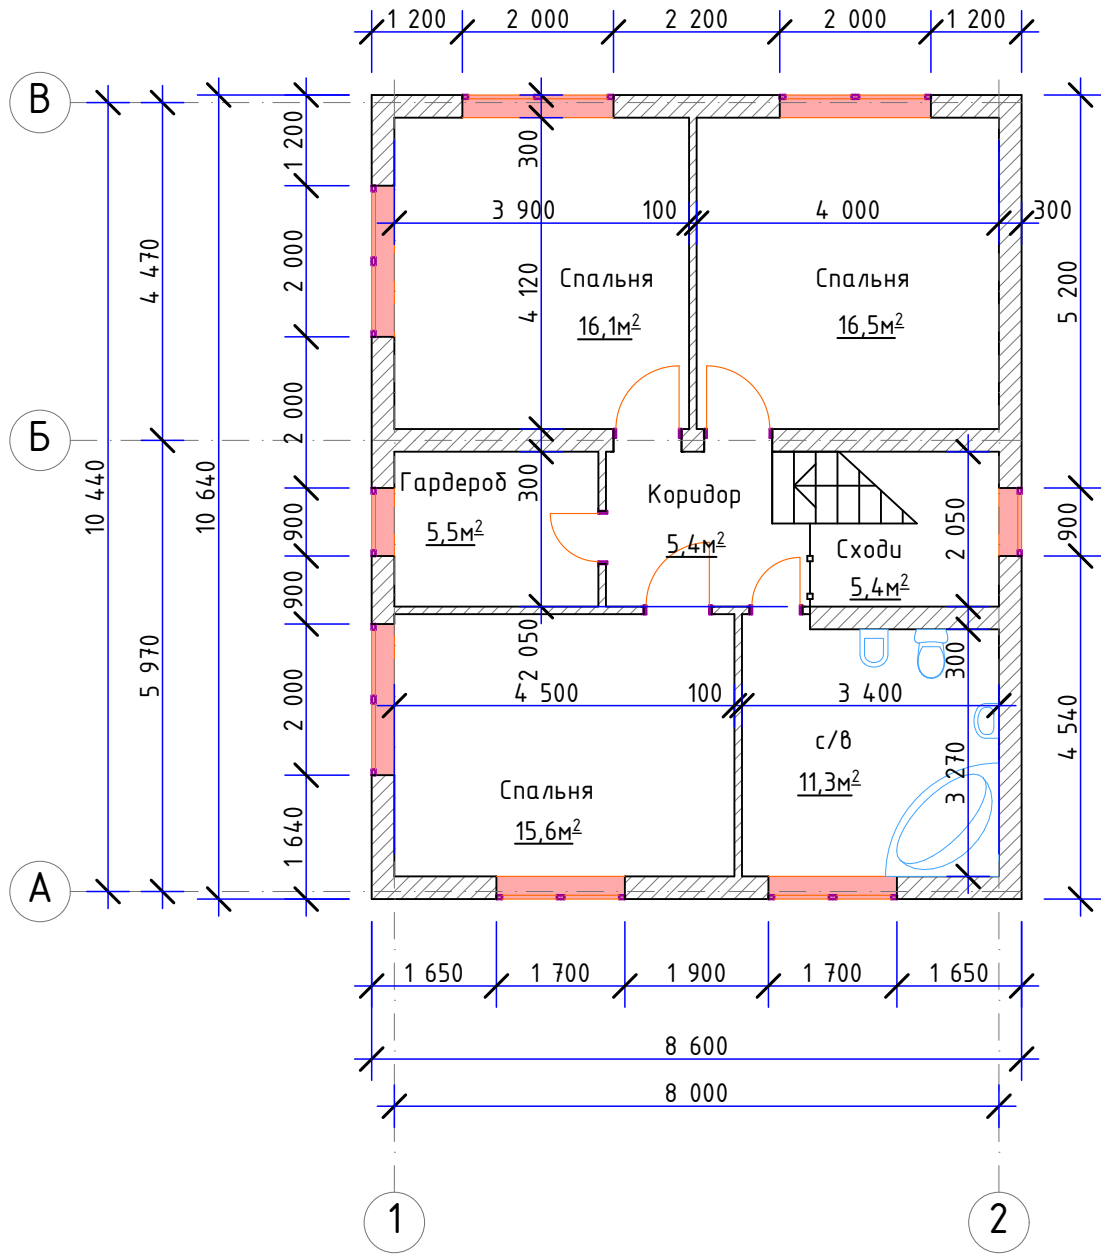 1 200 2 000 2 200 2 000 1 200
В
300
1 200
3 900 100 4 000 300
4 470
2 000
4 120
5 200
Спальня Спальня
16,1м² 16,5м²
Б
2 000
10 440
10 640
300
Гардероб Коридор
5,5м² 5,4м²
900
2 050
900
Сходи
5,4м²
900
5 970
2 050
300
2 000
4 500 100 3 400
4 540
с/в
11,3м²
3 270
Спальня
15,6м²
1 640
А
1 650 1 700 1 900 1 700 1 650
8 600
8 000
1 2